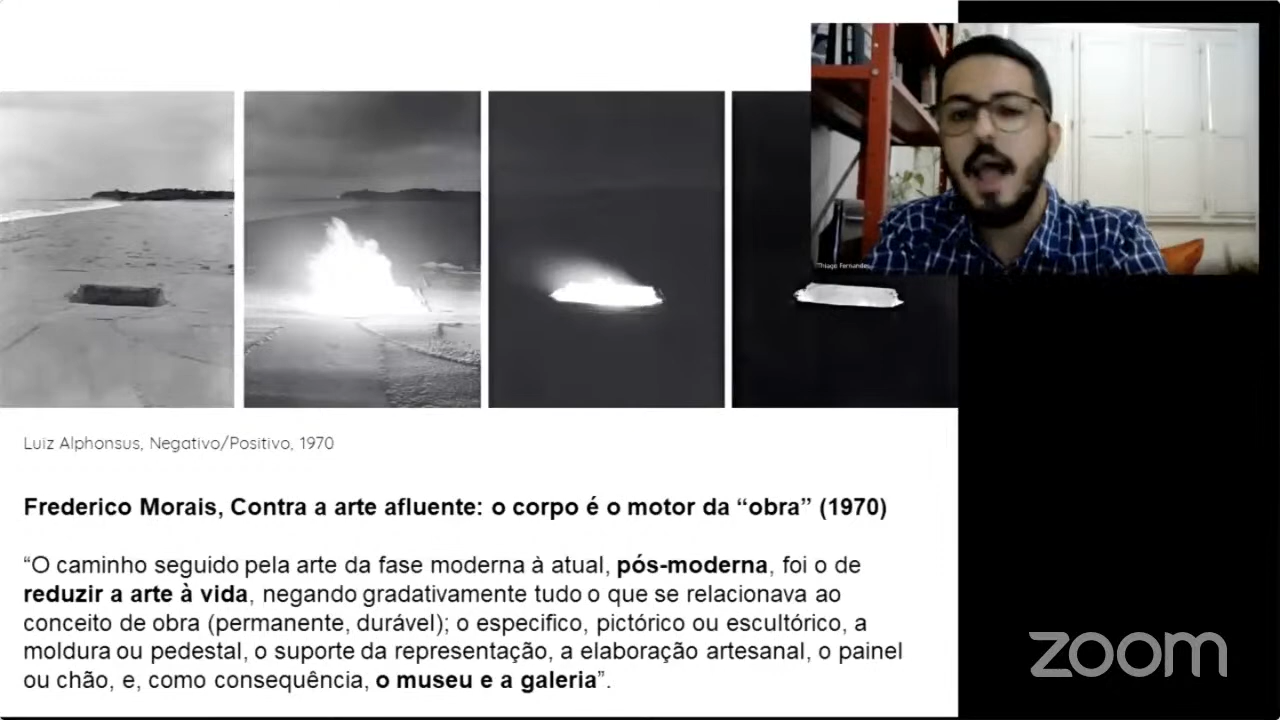 Thiago Fernandes
Luiz Alphonsus, Negativo/Positivo, 1970
Frederico Morais, Contra a arte afluente: o corpo é o motor da “obra” (1970)
“O caminho seguido pela arte da fase moderna à atual, pós-moderna, foi o de
reduzir a arte à vida, negando gradativamente tudo o que se relacionava ao
conceito de obra (permanente, durável); o especifico, pictórico ou escultórico, a
moldura ou pedestal, o suporte da representação, a elaboração artesanal, o painel
ou chão, e, como consequência, o museu e a galeria”.
zoom